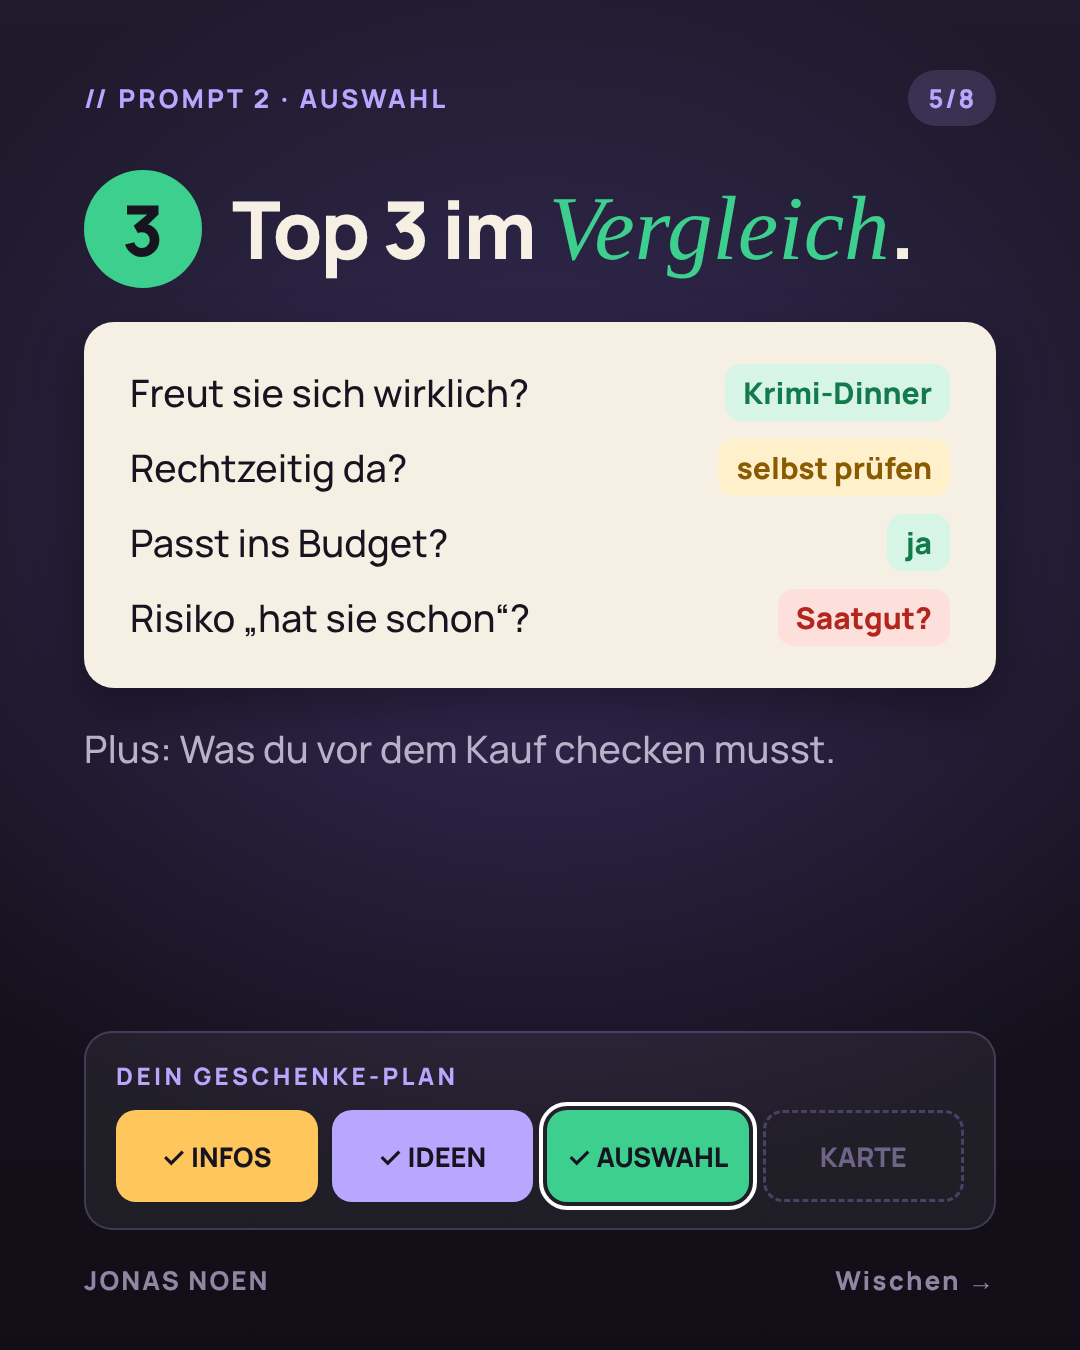 // PROMPT 2 · AUSWAHL
5/8
3
Top 3 im Vergleich.
Freut sie sich wirklich? Krimi-Dinner
Rechtzeitig da? selbst prüfen
Passt ins Budget? ja
Risiko „hat sie schon“? Saatgut?
Plus: Was du vor dem Kauf checken musst.
DEIN GESCHENKE-PLAN
✓ INFOS ✓ IDEEN ✓ AUSWAHL KARTE
JONAS NOEN
Wischen →